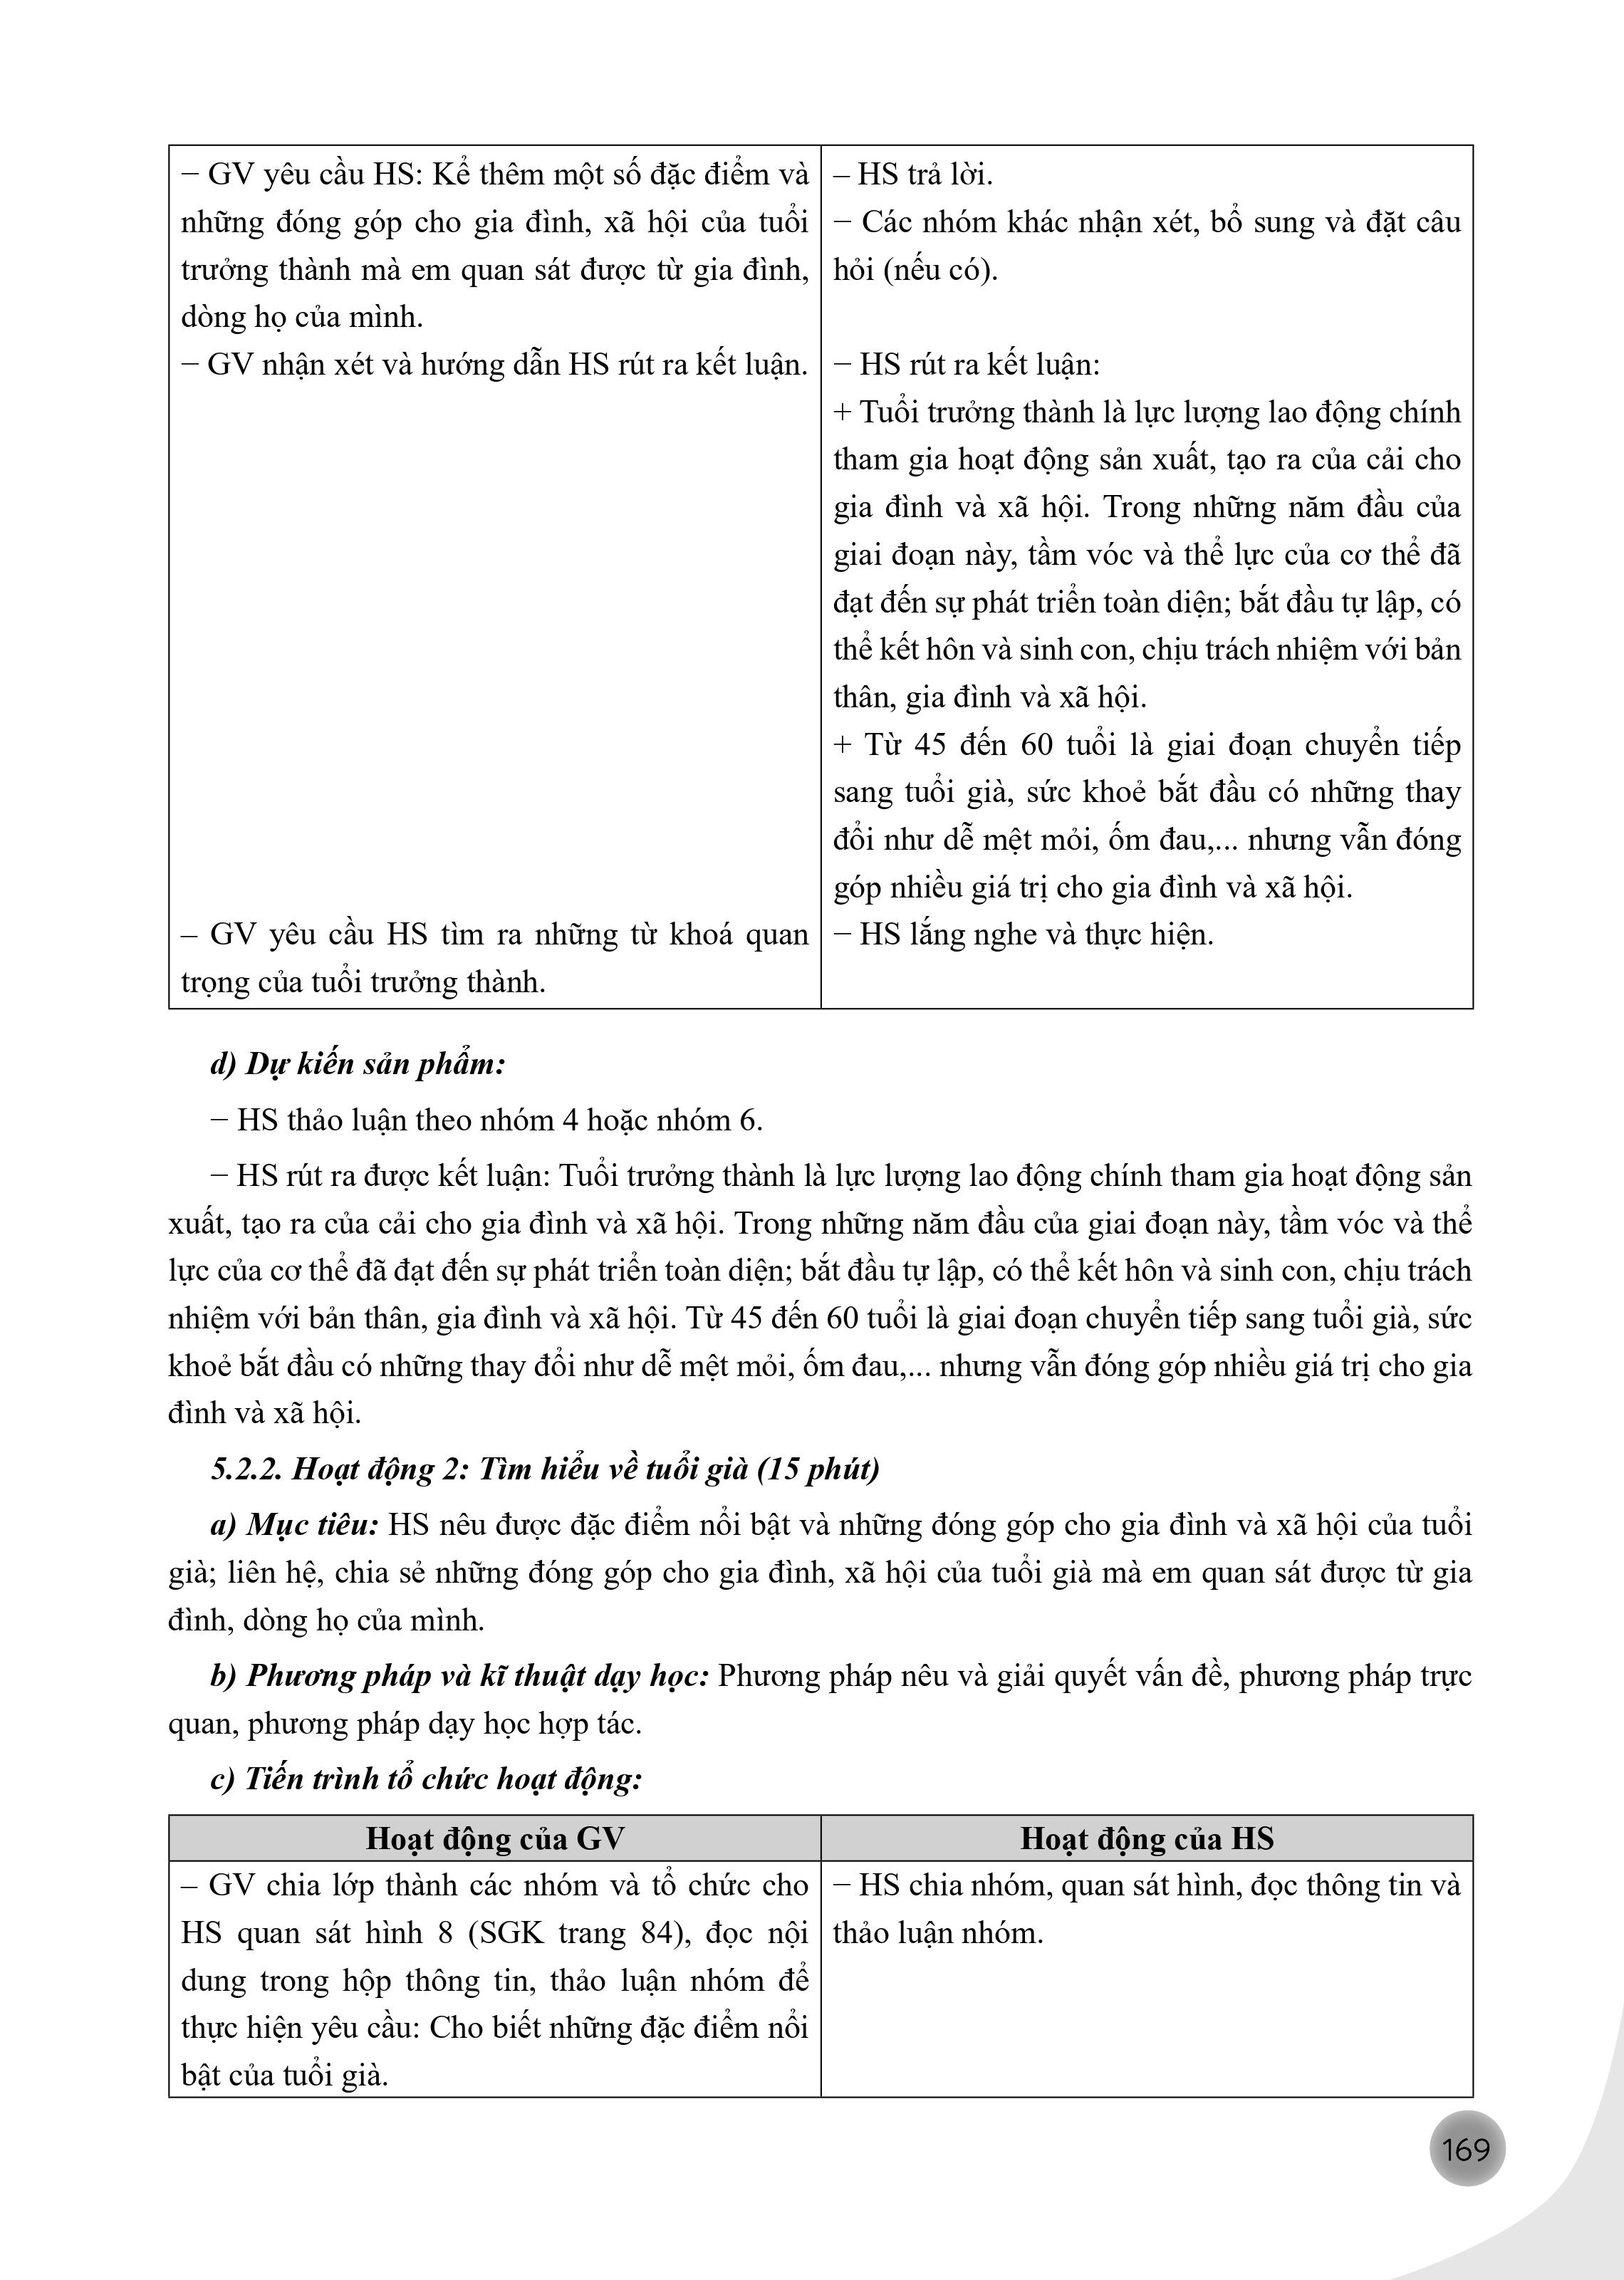 − GV yêu cầu HS: Kể thêm một số đặc điểm và
những đóng góp cho gia đình, xã hội của tuổi
trưởng thành mà em quan sát được từ gia đình,
dòng họ của mình.
− GV nhận xét và hướng dẫn HS rút ra kết luận.
– GV yêu cầu HS tìm ra những từ khoá quan
trọng của tuổi trưởng thành.
– HS trả lời.
− Các nhóm khác nhận xét, bổ sung và đặt câu
hỏi (nếu có).
− HS rút ra kết luận:
+ Tuổi trưởng thành là lực lượng lao động chính
tham gia hoạt động sản xuất, tạo ra của cải cho
gia đình và xã hội. Trong những năm đầu của
giai đoạn này, tầm vóc và thể lực của cơ thể đã
đạt đến sự phát triển toàn diện; bắt đầu tự lập, có
thể kết hôn và sinh con, chịu trách nhiệm với bản
thân, gia đình và xã hội.
+ Từ 45 đến 60 tuổi là giai đoạn chuyển tiếp
sang tuổi già, sức khoẻ bắt đầu có những thay
đổi như dễ mệt mỏi, ốm đau,... nhưng vẫn đóng
góp nhiều giá trị cho gia đình và xã hội.
− HS lắng nghe và thực hiện.
d) Dự kiến sản phẩm:
− HS thảo luận theo nhóm 4 hoặc nhóm 6.
− HS rút ra được kết luận: Tuổi trưởng thành là lực lượng lao động chính tham gia hoạt động sản
xuất, tạo ra của cải cho gia đình và xã hội. Trong những năm đầu của giai đoạn này, tầm vóc và thể
lực của cơ thể đã đạt đến sự phát triển toàn diện; bắt đầu tự lập, có thể kết hôn và sinh con, chịu trách
nhiệm với bản thân, gia đình và xã hội. Từ 45 đến 60 tuổi là giai đoạn chuyển tiếp sang tuổi già, sức
khoẻ bắt đầu có những thay đổi như dễ mệt mỏi, ốm đau,... nhưng vẫn đóng góp nhiều giá trị cho gia
đình và xã hội.
5.2.2. Hoạt động 2: Tìm hiểu về tuổi già (15 phút)
a) Mục tiêu: HS nêu được đặc điểm nổi bật và những đóng góp cho gia đình và xã hội của tuổi
già; liên hệ, chia sẻ những đóng góp cho gia đình, xã hội của tuổi già mà em quan sát được từ gia
đình, dòng họ của mình.
b) Phương pháp và kĩ thuật dạy học: Phương pháp nêu và giải quyết vấn đề, phương pháp trực
quan, phương pháp dạy học hợp tác.
c) Tiến trình tổ chức hoạt động:
Hoạt động của GV
Hoạt động của HS
– GV chia lớp thành các nhóm và tổ chức cho
HS quan sát hình 8 (SGK trang 84), đọc nội
dung trong hộp thông tin, thảo luận nhóm để
thực hiện yêu cầu: Cho biết những đặc điểm nổi
bật của tuổi già.
− HS chia nhóm, quan sát hình, đọc thông tin và
thảo luận nhóm.
169